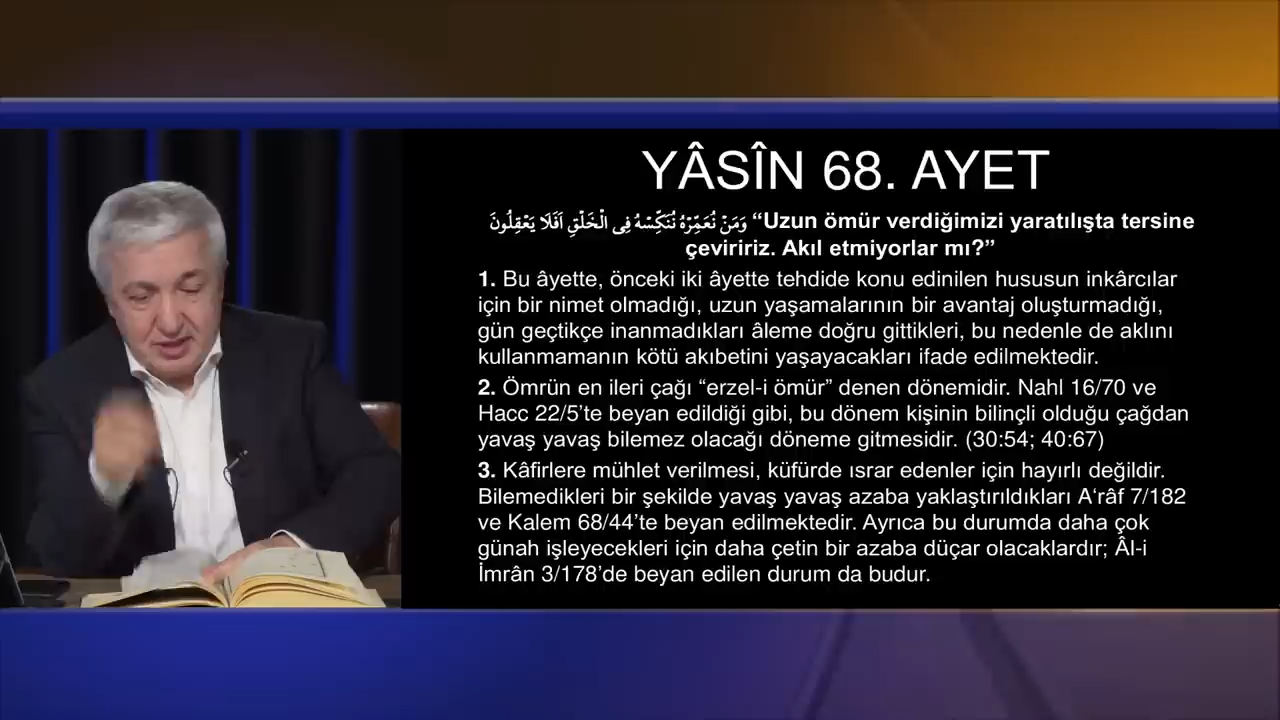 YÂSÎN 68. AYET
وَمَنْ نُعَمِّرْهُ نُنَكِّسْهُ فِى الْخَلْقِ اَفَلَا يَعْقِلُونَ “Uzun ömür verdiğimizi yaratılışta tersine
çeviririz. Akıl etmiyorlar mı?”
1. Bu âyette, önceki iki âyette tehdide konu edinilen hususun inkârcılar
için bir nimet olmadığı, uzun yaşamalarının bir avantaj oluşturmadığı,
gün geçtikçe inanmadıkları âleme doğru gittikleri, bu nedenle de aklını
kullanmamanın kötü akıbetini yaşayacakları ifade edilmektedir.
2. Ömrün en ileri çağı “erzel-i ömür” denen dönemidir. Nahl 16/70 ve
Hacc 22/5’te beyan edildiği gibi, bu dönem kişinin bilinçli olduğu çağdan
yavaş yavaş bilemez olacağı döneme gitmesidir. (30:54; 40:67)
3. Kâfirlere mühlet verilmesi, küfürde ısrar edenler için hayırlı değildir.
Bilemedikleri bir şekilde yavaş yavaş azaba yaklaştırıldıkları A‘râf 7/182
ve Kalem 68/44’te beyan edilmektedir. Ayrıca bu durumda daha çok
günah işleyecekleri için daha çetin bir azaba düçar olacaklardır; Âl-i
İmrân 3/178’de beyan edilen durum da budur.